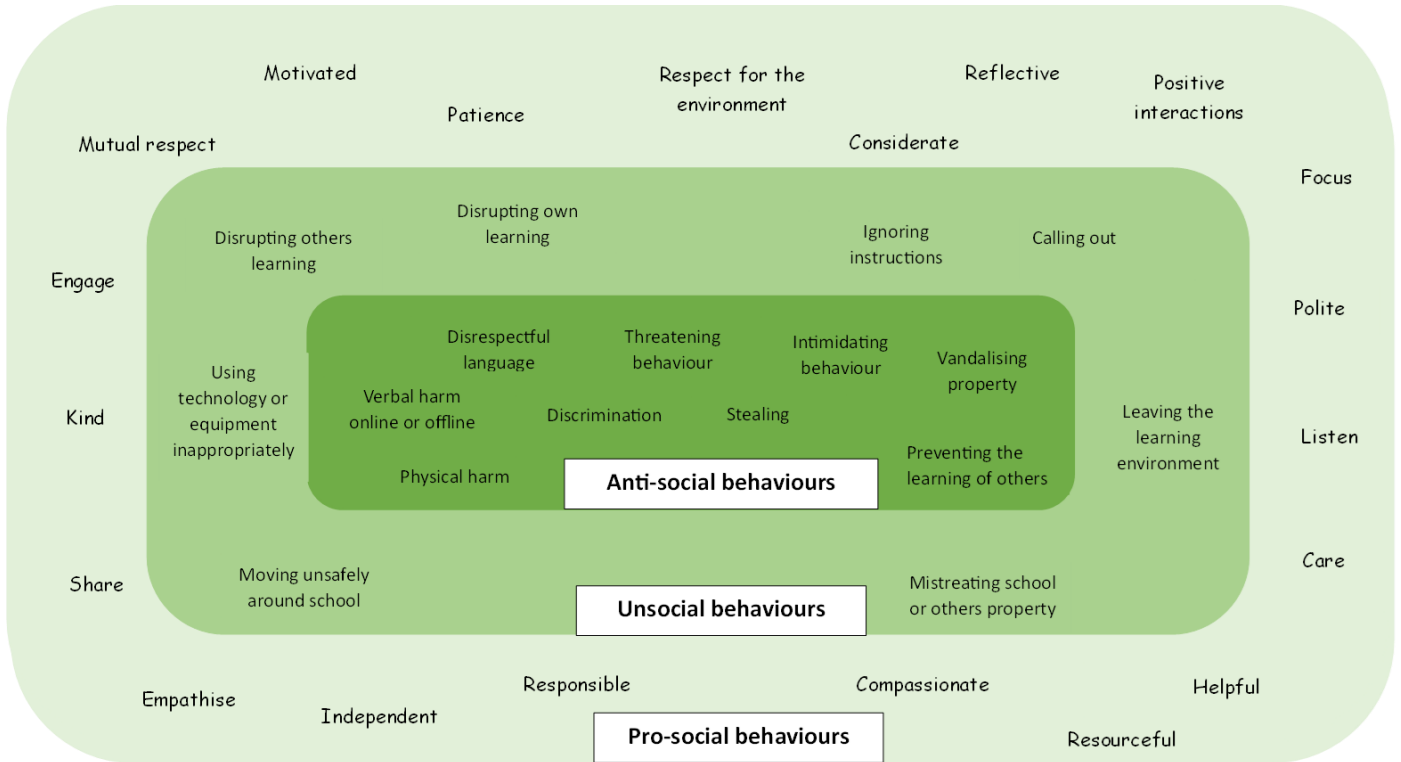 Motivated
Patience
Respect for the
environment
Reflective
Positive
interactions
Mutual respect
Considerate
Focus
Disrupting others
learning
Disrupting own
learning
Ignoring
instructions
Calling out
Engage
Polite
Disrespectful
language
Threatening
behaviour
Intimidating
behaviour
Vandalising
property
Using
technology or
equipment
inappropriately
Verbal harm
online or offline
Discrimination
Stealing
Kind
Leaving the
learning
environment
Listen
Physical harm
Anti-social behaviours
Preventing the
learning of others
Care
Share
Moving unsafely
around school
Unsocial behaviours
Mistreating school
or others property
Empathise
Independent
Responsible
Compassionate
Helpful
Pro-social behaviours
Resourceful